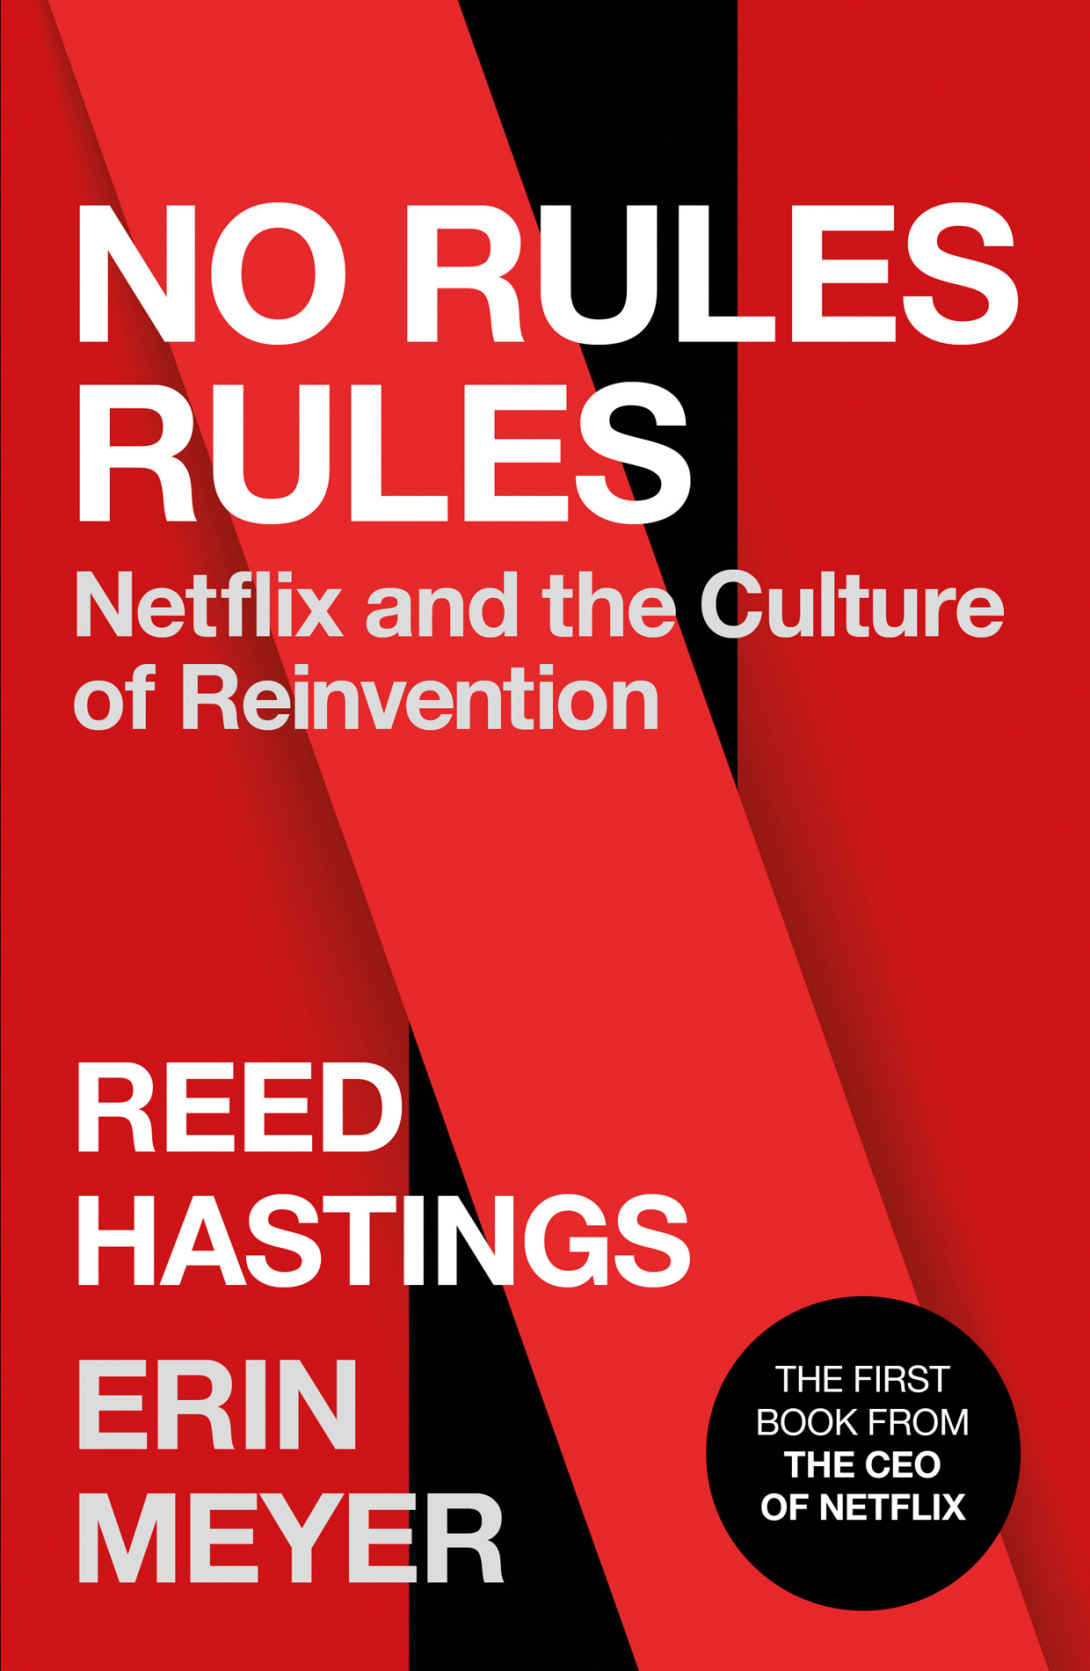 NO RULES
RULES
Netflix and the Culture
of Reinvention
REED
HASTINGS
ERIN
MEYER
THE FIRST
BOOK FROM
THE CEO
OF NETFLIX